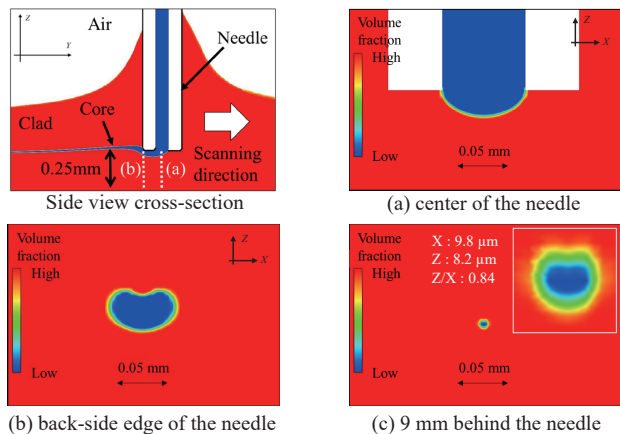 Z
Y
Air
Needle
Clad
Core
0.25mm
(b)
(a)
Scanning
direction
Side view cross-section
Volume
fraction
High
Low
Z
X
0.05 mm
(a) center of the needle
Volume
fraction
High
Low
Z
X
0.05 mm
(b) back-side edge of the needle
Volume
fraction
High
Low
X : 9.8 µm
Z : 8.2 µm
Z/X : 0.84
0.05 mm
(c) 9 mm behind the needle